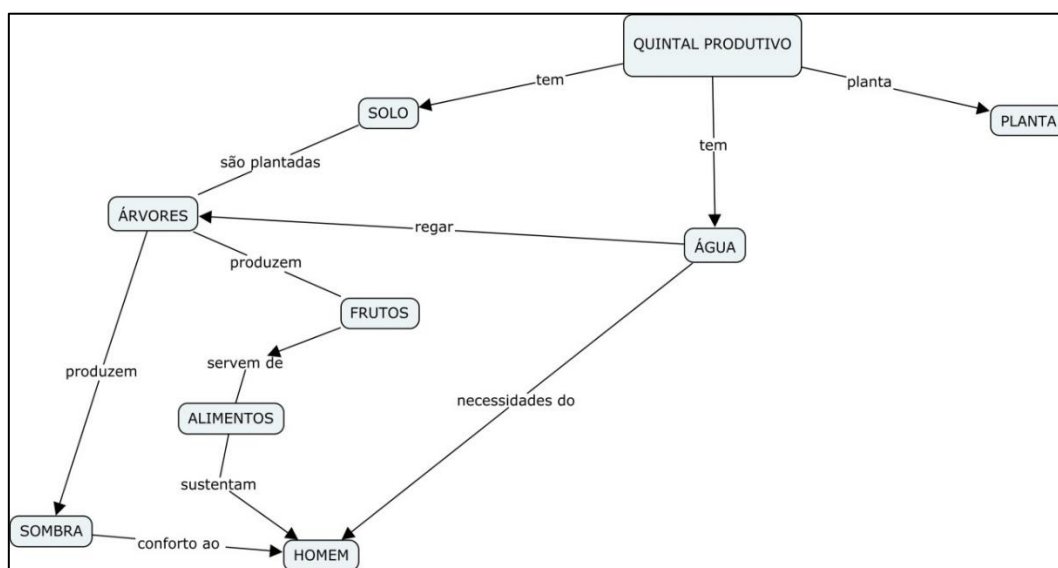 QUINTAL PRODUTIVO
tem
planta
SOLO
PLANTA
tem
são plantadas
ÁRVORES
regar
ÁGUA
produzem
FRUTOS
servem de
produzem
necessidades do
ALIMENTOS
sustentam
SOMBRA
conforto ao
HOMEM